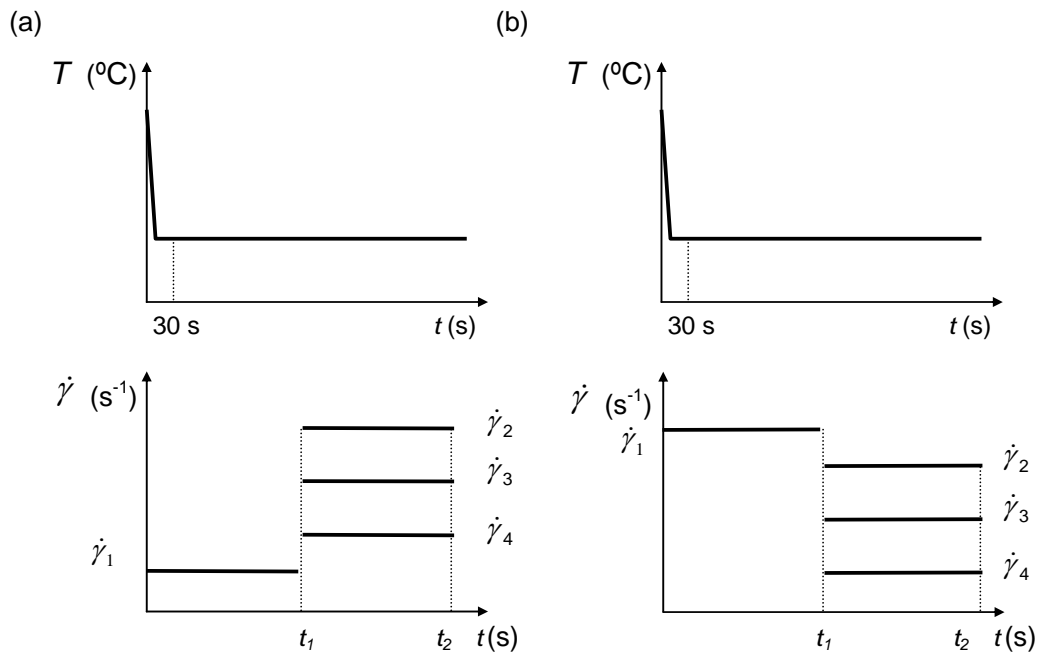 (a)
T (ºC)
30 s
t (s)
γ̇ (s⁻¹)
γ̇₂
γ̇₃
γ̇₄
γ̇₁
t₁
t₂
t (s)
(b)
T (ºC)
30 s
t (s)
γ̇ (s⁻¹)
γ̇₁
γ̇₂
γ̇₃
γ̇₄
t₁
t₂
t (s)